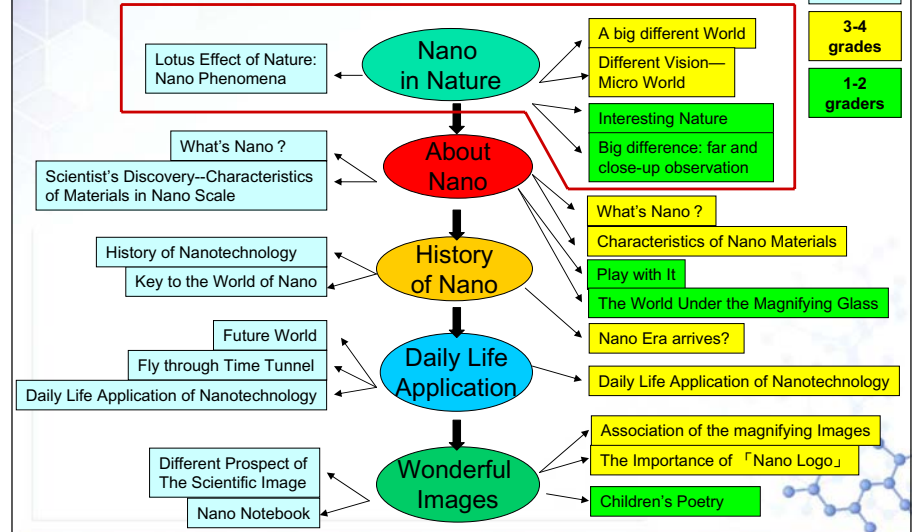 3-4
grades
1-2
graders
Nano
in Nature
Lotus Effect of Nature:
Nano Phenomena
A big different World
Different Vision—
Micro World
Interesting Nature
Big difference: far and
close-up observation
About
Nano
What's Nano ?
Scientist's Discovery--Characteristics
of Materials in Nano Scale
What's Nano ?
Characteristics of Nano Materials
Play with It
The World Under the Magnifying Glass
History
of Nano
History of Nanotechnology
Key to the World of Nano
Nano Era arrives?
Daily Life
Application
Future World
Fly through Time Tunnel
Daily Life Application of Nanotechnology
Daily Life Application of Nanotechnology
Wonderful
Images
Different Prospect of
The Scientific Image
Nano Notebook
Association of the magnifying Images
The Importance of 「Nano Logo」
Children's Poetry